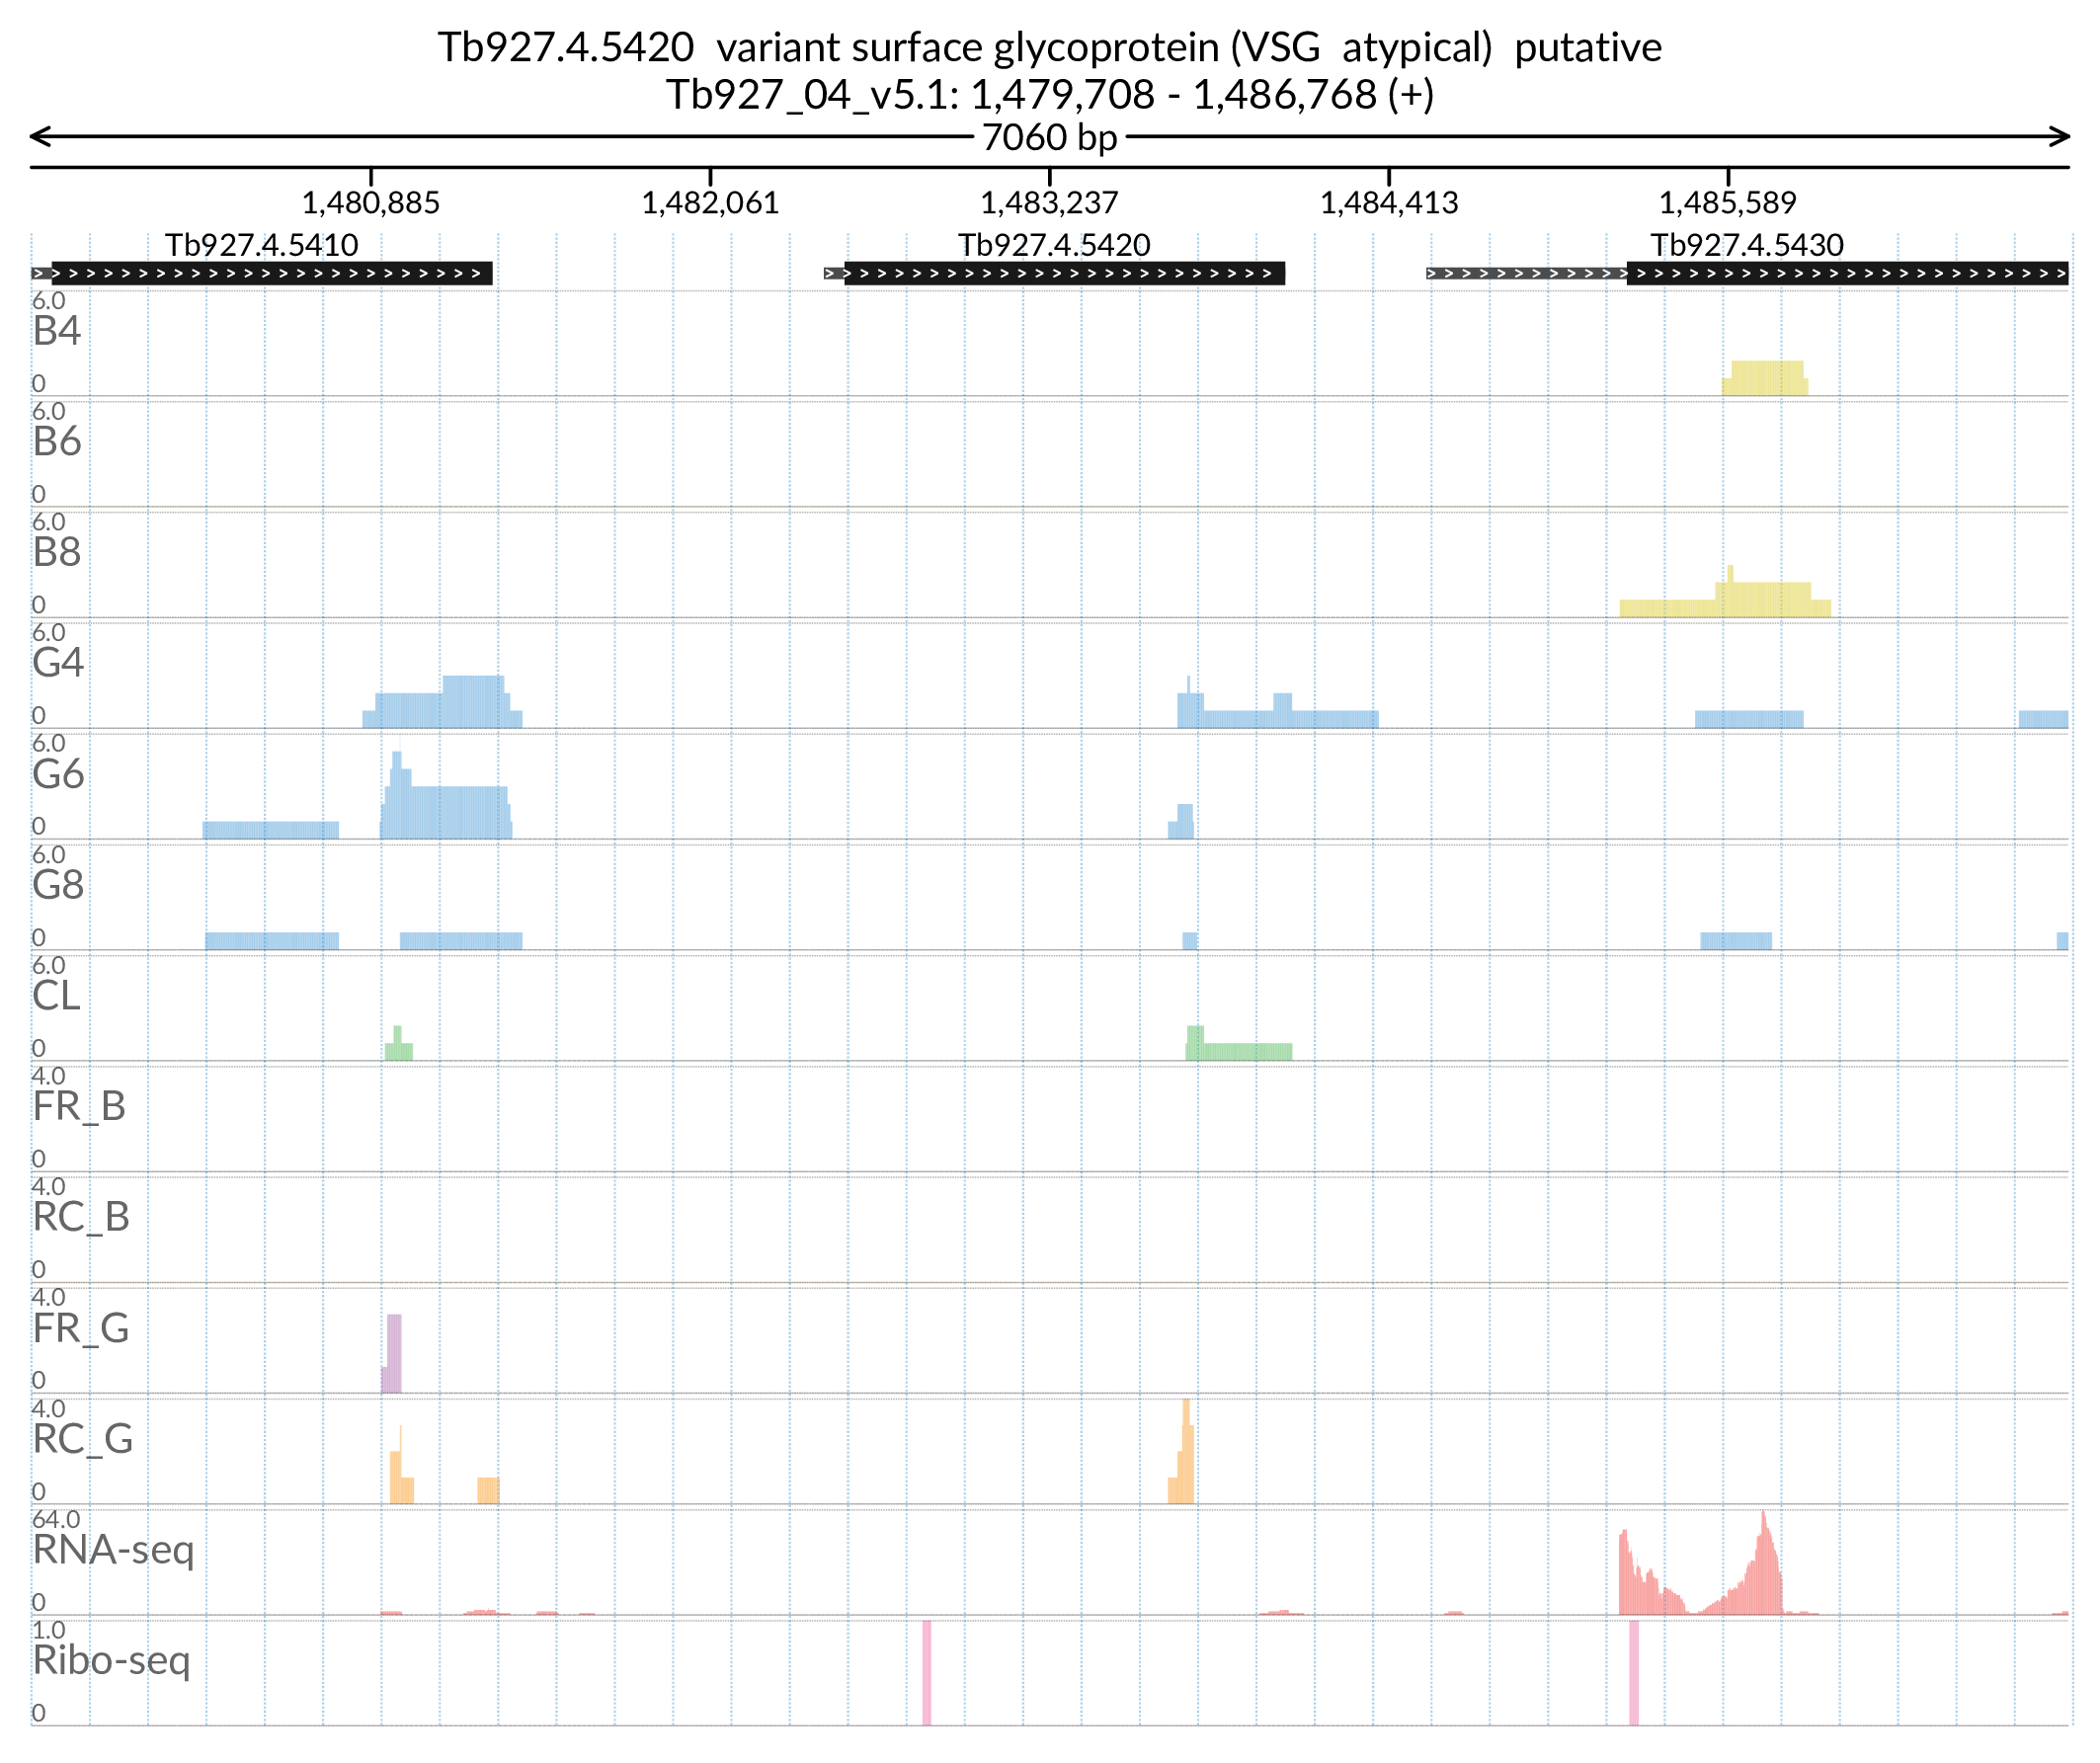 Tb927.4.5420 variant surface glycoprotein (VSG atypical) putative
Tb927_04_v5.1: 1,479,708 - 1,486,768 (+)
7060 bp
1,480,885 1,482,061 1,483,237 1,484,413 1,485,589
Tb927.4.5410 Tb927.4.5420 Tb927.4.5430
6.0
B4
0
6.0
B6
0
6.0
B8
0
6.0
G4
0
6.0
G6
0
6.0
G8
0
6.0
CL
0
4.0
FR_B
0
4.0
RC_B
0
4.0
FR_G
0
4.0
RC_G
0
64.0
RNA-seq
0
1.0
Ribo-seq
0